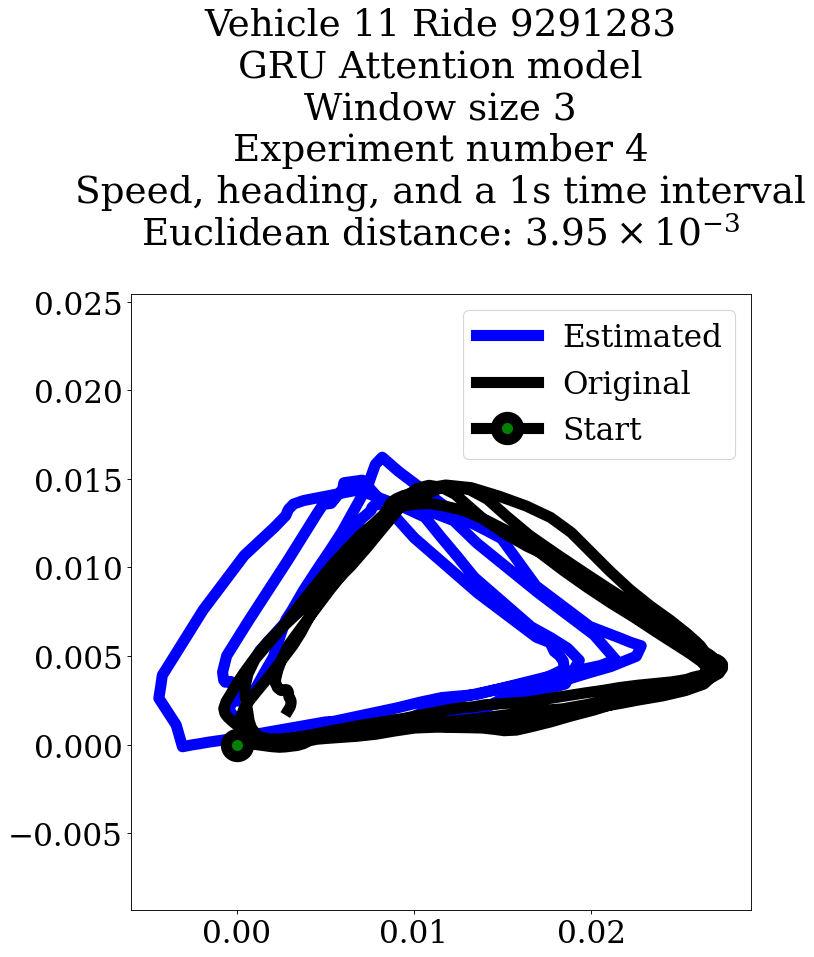 Vehicle 11 Ride 9291283
GRU Attention model
Window size 3
Experiment number 4
Speed, heading, and a 1s time interval
Euclidean distance: 3.95 × 10⁻³
0.025
Estimated
Original
Start
0.020
0.015
0.010
0.005
0.000
−0.005
0.00 0.01 0.02